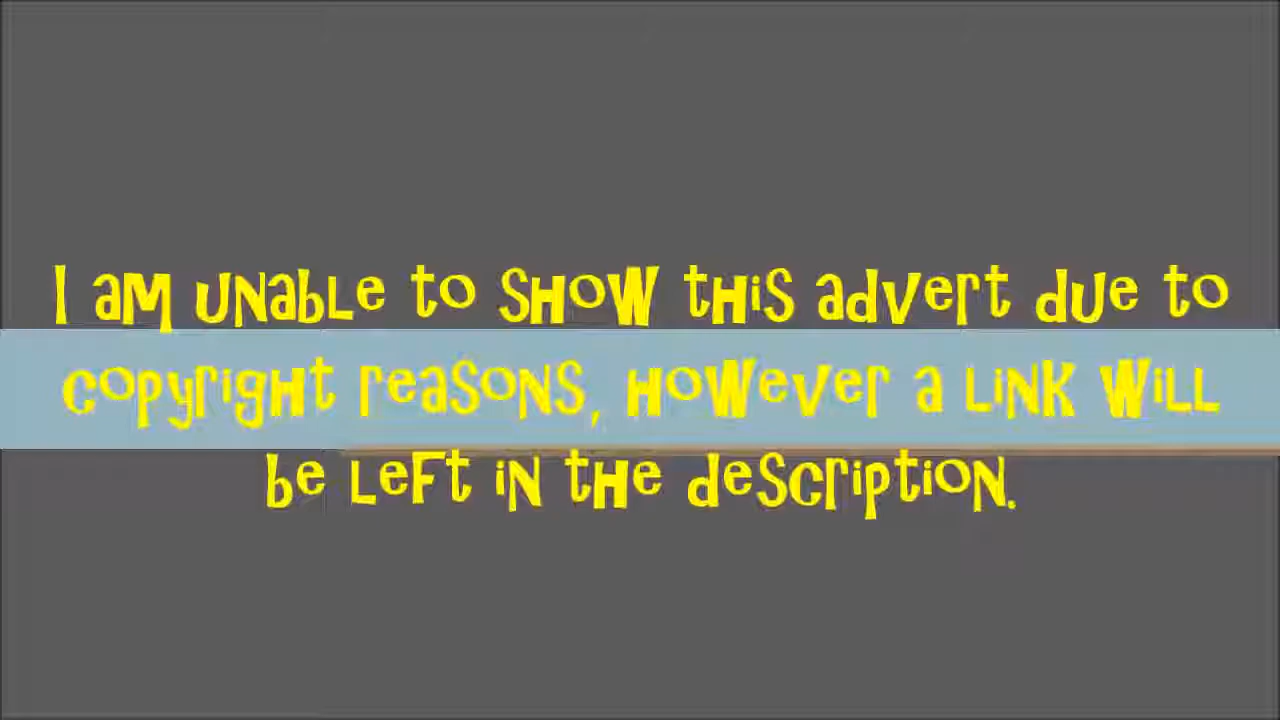 I am unable to show this advert due to
copyright reasons, however a link will
be left in the description.